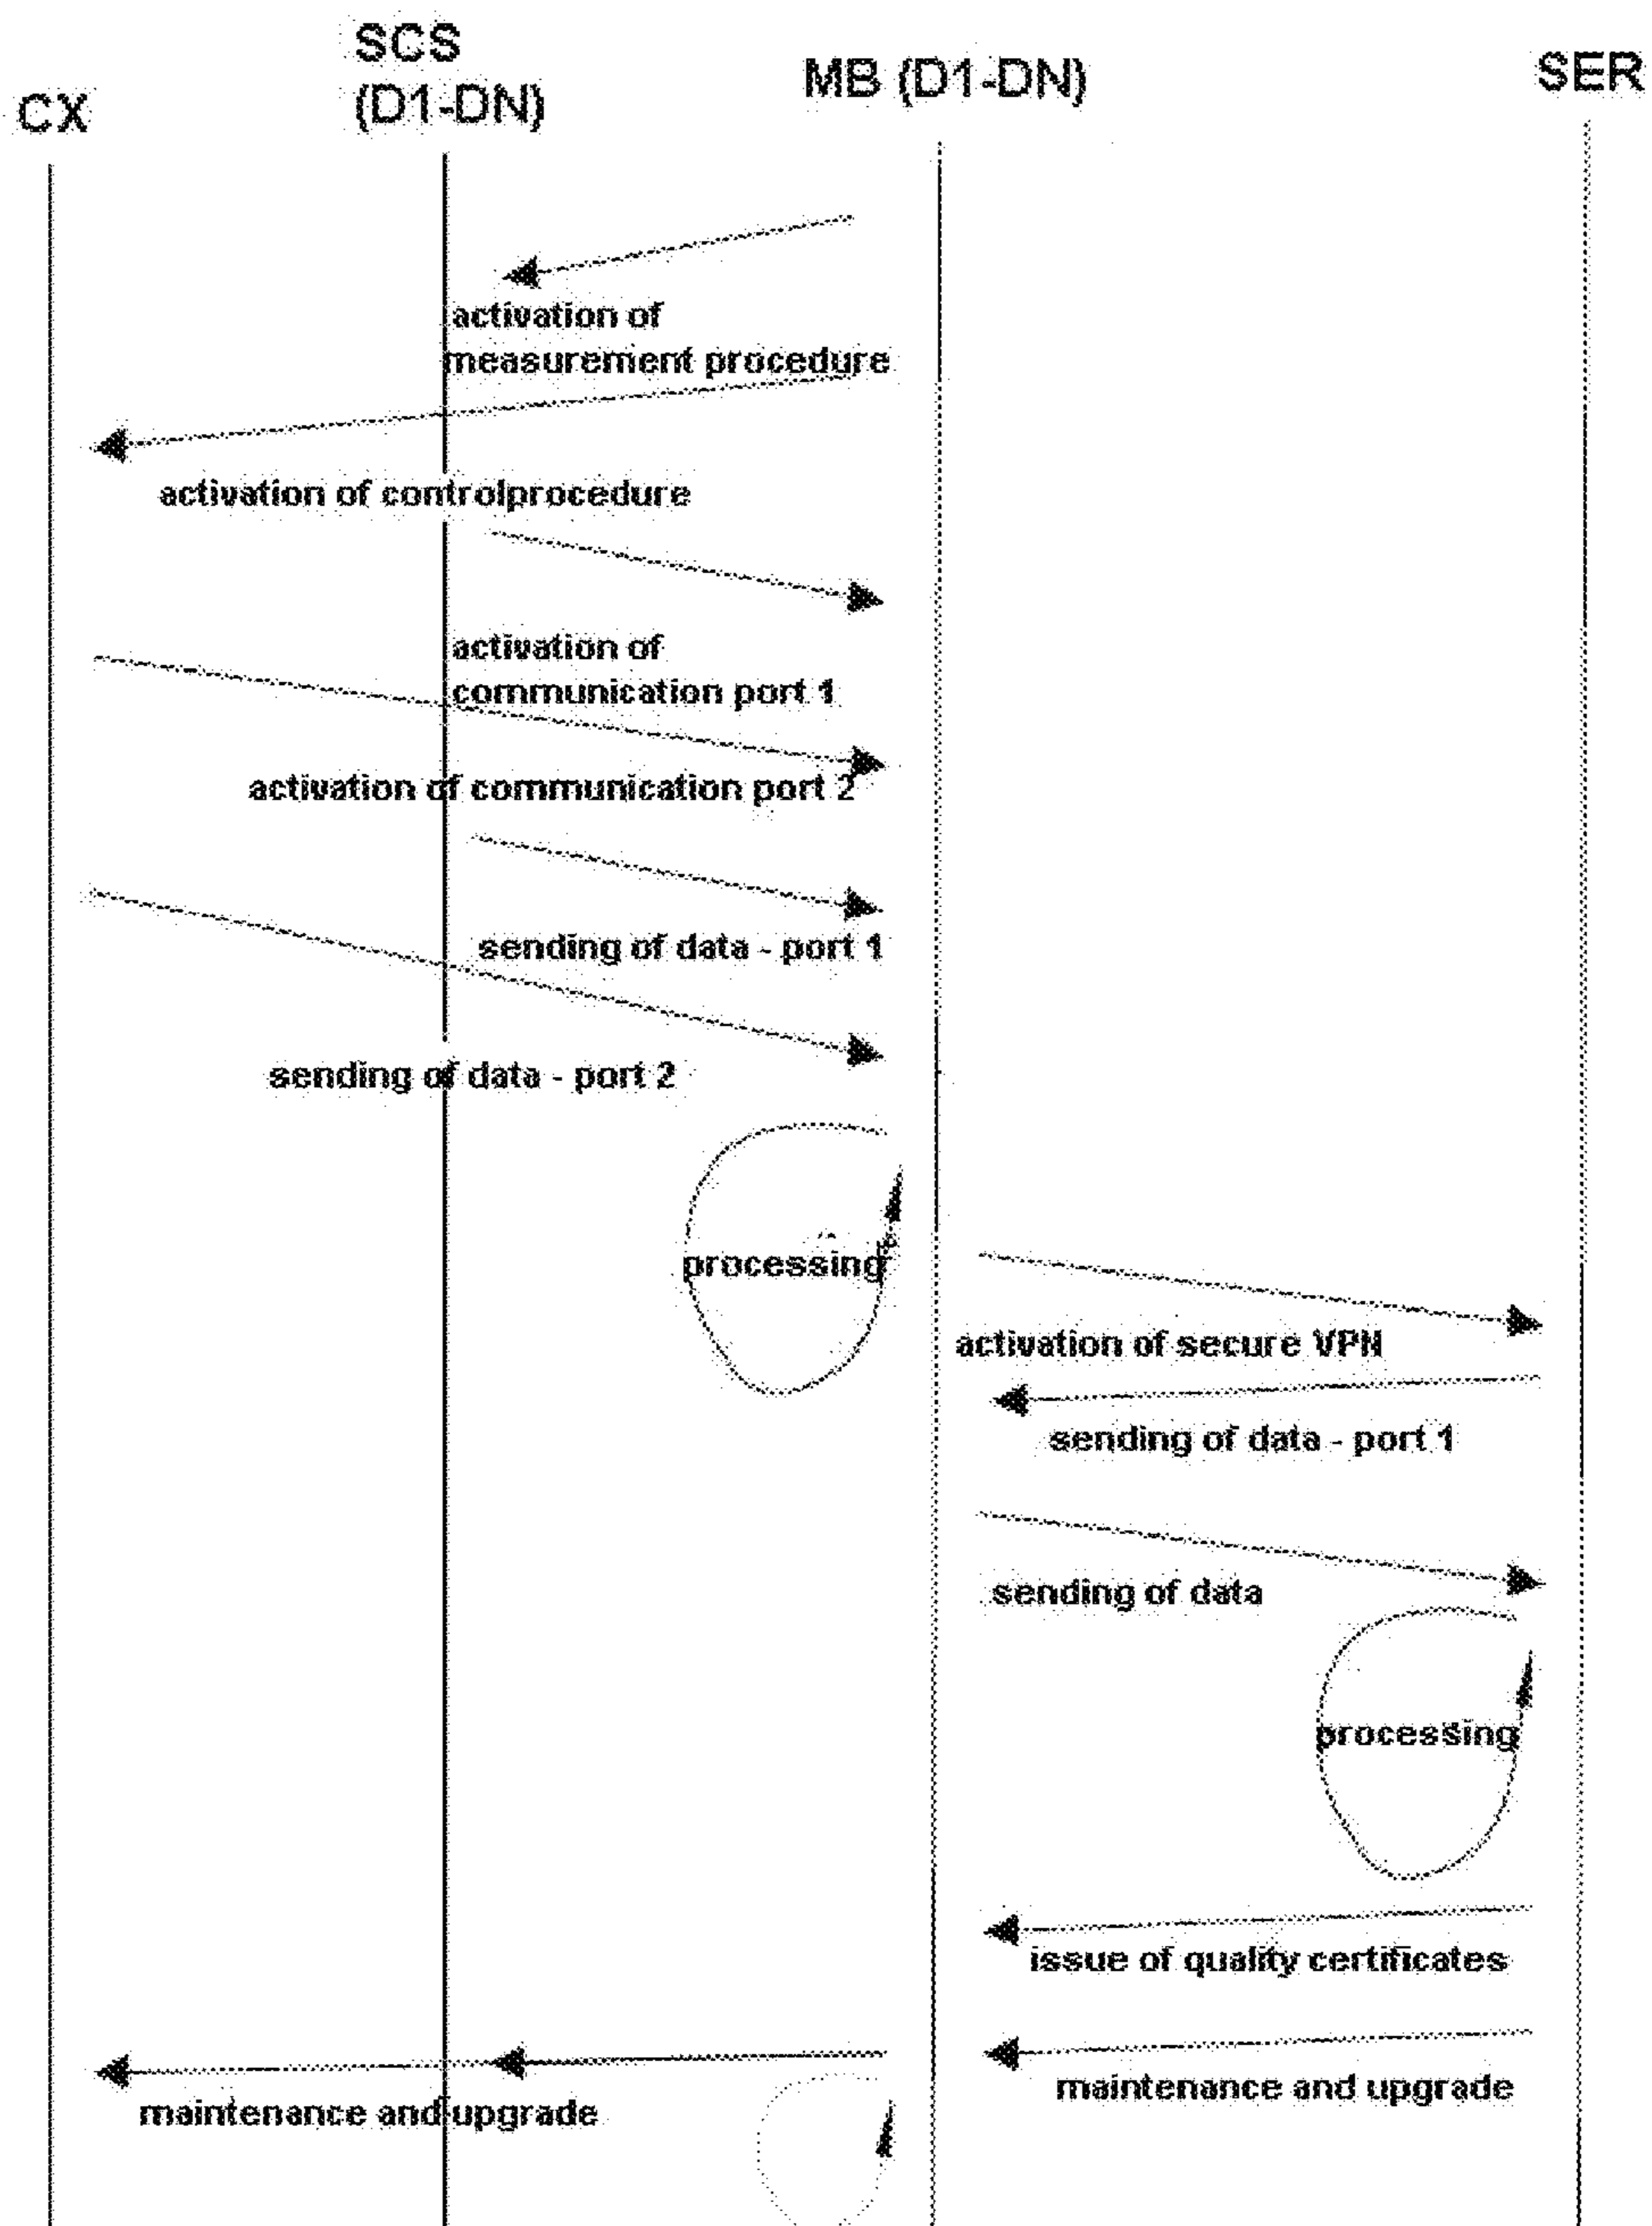 CX
SCS
(D1-DN)
MB (D1-DN)
SER
activation of
measurement procedure
activation of controlprocedure
activation of
communication port 1
activation of communication port 2
sending of data - port 1
sending of data - port 2
processing
activation of secure VPN
sending of data - port 1
sending of data
processing
issue of quality certificates
maintenance and upgrade
maintenance and upgrade